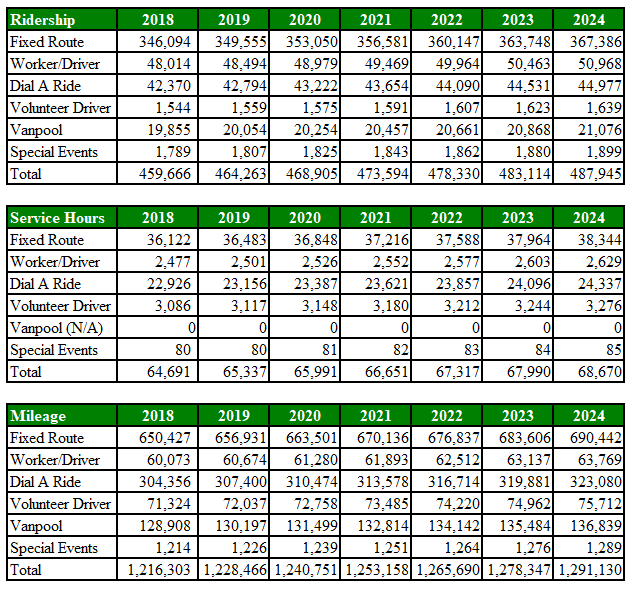 Ridership 2018 2019 2020 2021 2022 2023 2024
Fixed Route 346,094 349,555 353,050 356,581 360,147 363,748 367,386
Worker/Driver 48,014 48,494 48,979 49,469 49,964 50,463 50,968
Dial A Ride 42,370 42,794 43,222 43,654 44,090 44,531 44,977
Volunteer Driver 1,544 1,559 1,575 1,591 1,607 1,623 1,639
Vanpool 19,855 20,054 20,254 20,457 20,661 20,868 21,076
Special Events 1,789 1,807 1,825 1,843 1,862 1,880 1,899
Total 459,666 464,263 468,905 473,594 478,330 483,114 487,945
Service Hours 2018 2019 2020 2021 2022 2023 2024
Fixed Route 36,122 36,483 36,848 37,216 37,588 37,964 38,344
Worker/Driver 2,477 2,501 2,526 2,552 2,577 2,603 2,629
Dial A Ride 22,926 23,156 23,387 23,621 23,857 24,096 24,337
Volunteer Driver 3,086 3,117 3,148 3,180 3,212 3,244 3,276
Vanpool (N/A) 0 0 0 0 0 0 0
Special Events 80 80 81 82 83 84 85
Total 64,691 65,337 65,991 66,651 67,317 67,990 68,670
Mileage 2018 2019 2020 2021 2022 2023 2024
Fixed Route 650,427 656,931 663,501 670,136 676,837 683,606 690,442
Worker/Driver 60,073 60,674 61,280 61,893 62,512 63,137 63,769
Dial A Ride 304,356 307,400 310,474 313,578 316,714 319,881 323,080
Volunteer Driver 71,324 72,037 72,758 73,485 74,220 74,962 75,712
Vanpool 128,908 130,197 131,499 132,814 134,142 135,484 136,839
Special Events 1,214 1,226 1,239 1,251 1,264 1,276 1,289
Total 1,216,303 1,228,466 1,240,751 1,253,158 1,265,690 1,278,347 1,291,130